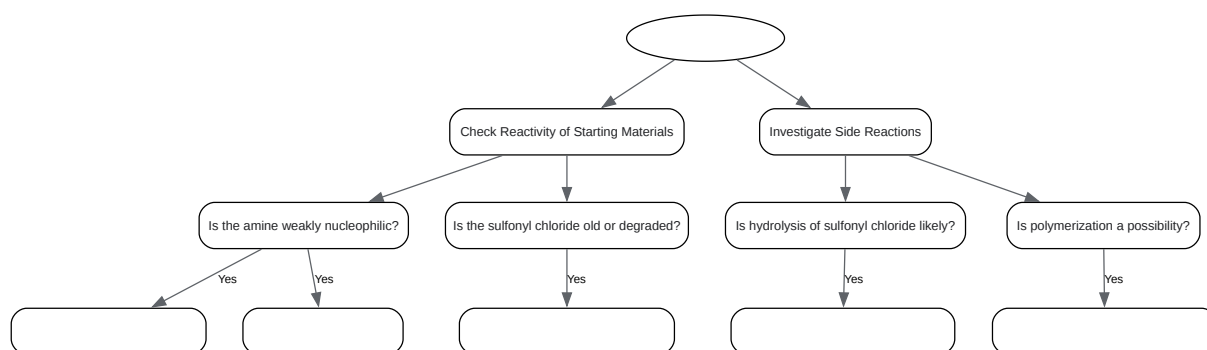 Check Reactivity of Starting Materials
Investigate Side Reactions
Is the amine weakly nucleophilic?
Is the sulfonyl chloride old or degraded?
Is hydrolysis of sulfonyl chloride likely?
Is polymerization a possibility?
Yes
Yes
Yes
Yes
Yes